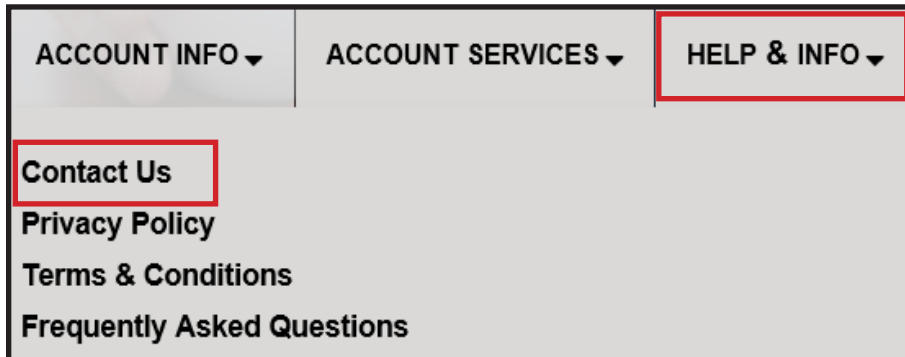 ACCOUNT INFO ACCOUNT SERVICES HELP & INFO
Contact Us
Privacy Policy
Terms & Conditions
Frequently Asked Questions